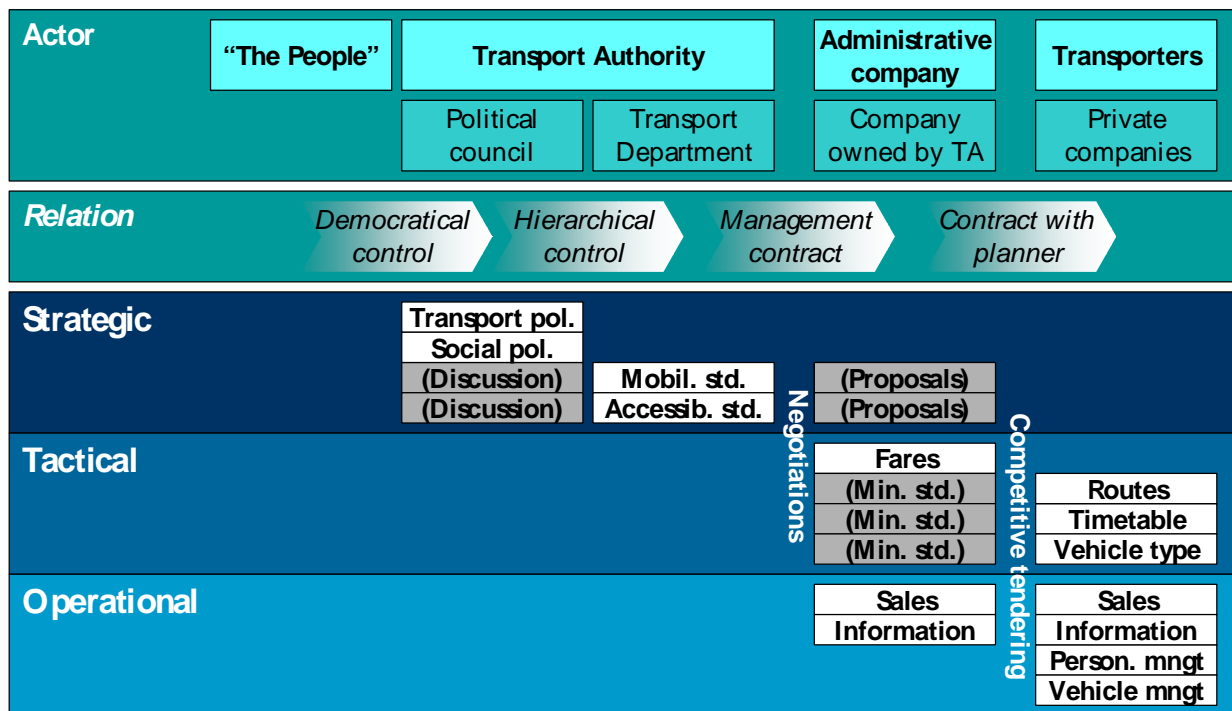 Actor
“The People”
Transport Authority
Administrative
company
Transporters
Political
council
Transport
Department
Company
owned by TA
Private
companies
Relation
Democratical
control
Hierarchical
control
Management
contract
Contract with
planner
Strategic
Transport pol.
Social pol.
(Discussion)
(Discussion)
Mobil. std.
Accessib. std.
Negotiations
(Proposals)
(Proposals)
Competitive tendering
Tactical
Fares
(Min. std.)
(Min. std.)
(Min. std.)
Routes
Timetable
Vehicle type
Operational
Sales
Information
Sales
Information
Person. mngt
Vehicle mngt